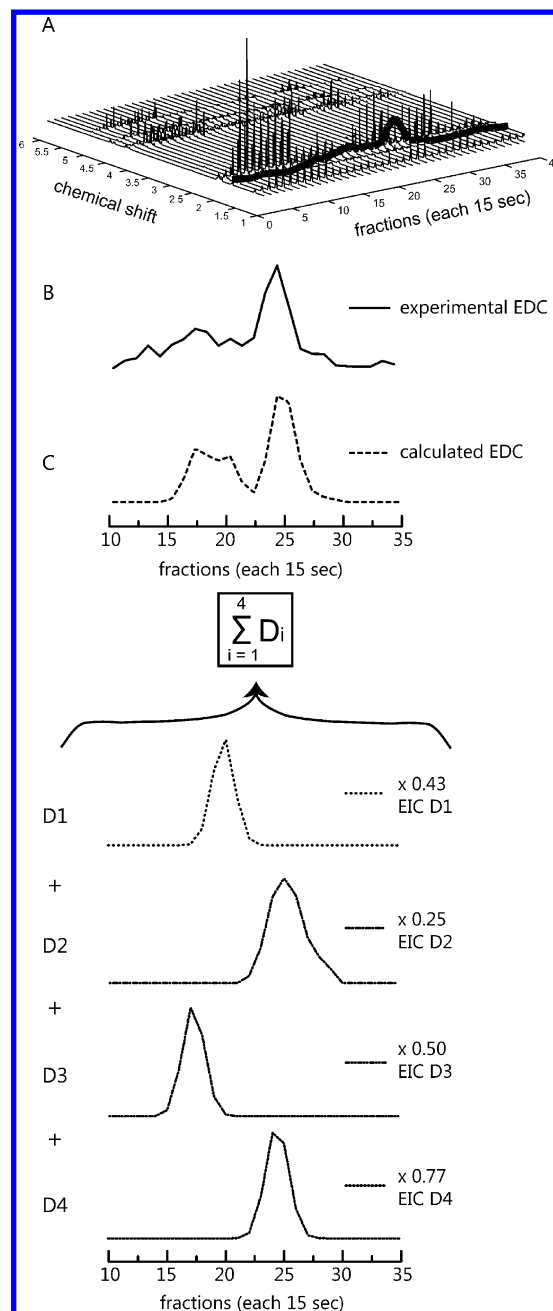 A
6
5.5
5
4.5
4
3.5
3
2.5
2
1.5
1
chemical shift
0
5
10
15
20
25
30
35
4
fractions (each 15 sec)
B
experimental EDC
C
calculated EDC
10 15 20 25 30 35
fractions (each 15 sec)
4
Σ Di
i = 1
D1
x 0.43
EIC D1
+
D2
x 0.25
EIC D2
+
D3
x 0.50
EIC D3
+
D4
x 0.77
EIC D4
10 15 20 25 30 35
fractions (each 15 sec)